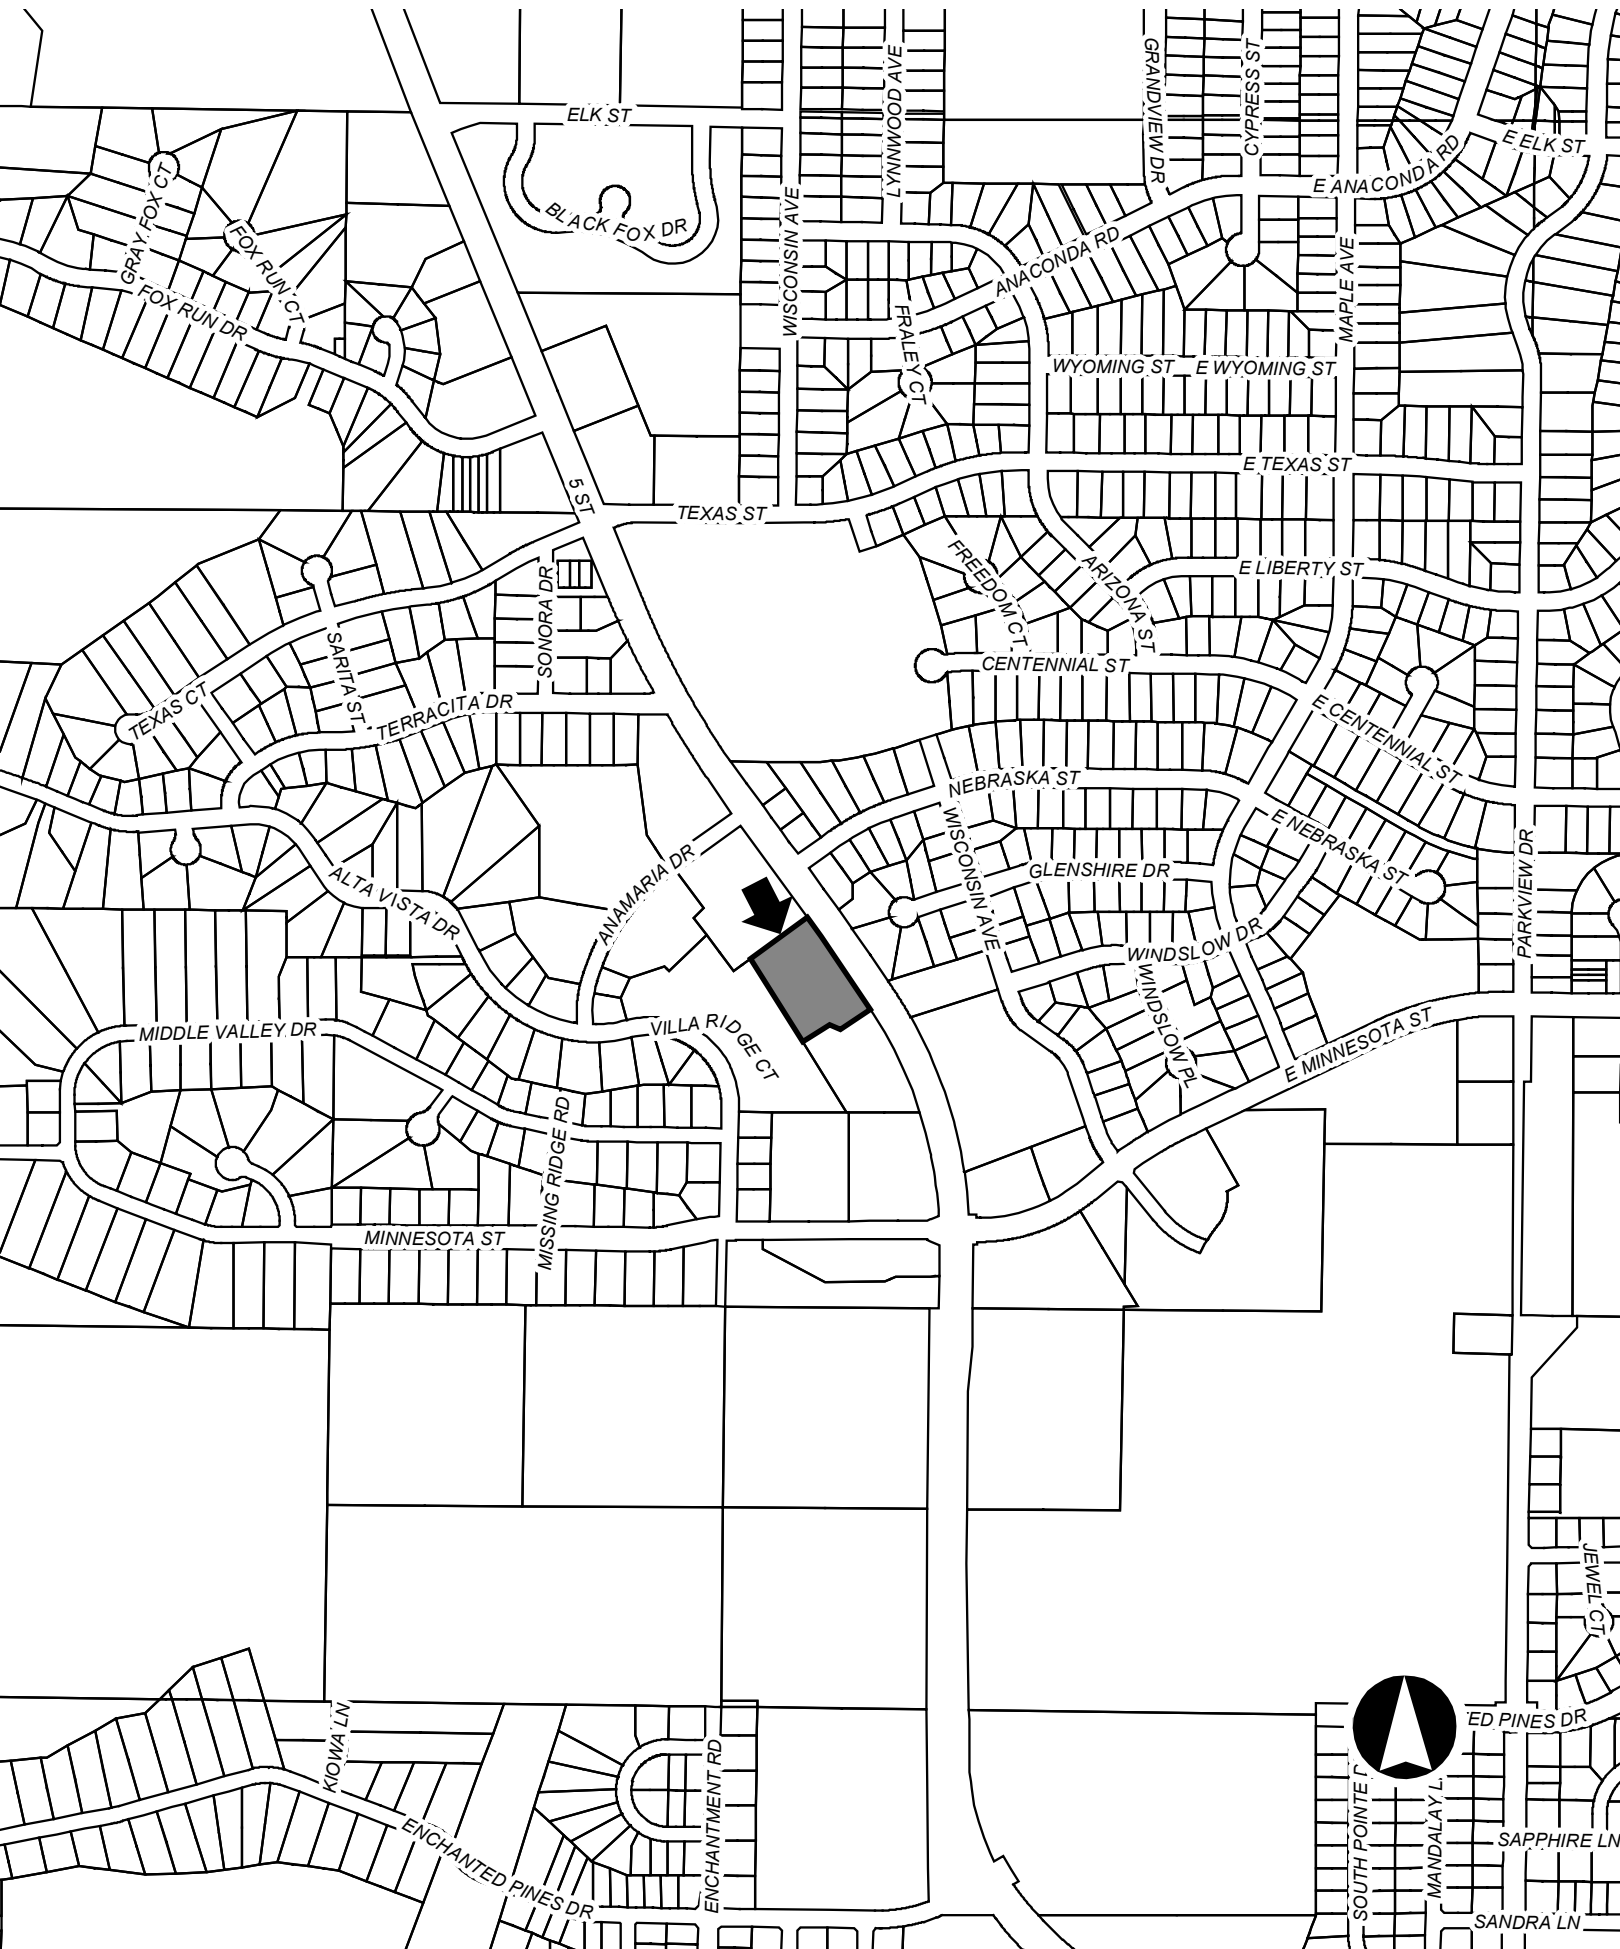 GRANDVIEW DR
CYPRESS ST
LYNNWOOD AVE
ELK ST
E ELK ST
E ANACONDA RD
GRAY FOX CT
FOX RUN CT
BLACK FOX DR
WISCONSIN AVE
ANACONDA RD
MAPLE AVE
FOX RUN DR
FRALEY CT
WYOMING ST
E WYOMING ST
E TEXAS ST
5 ST
TEXAS ST
FREEDOM CT
ARIZONA ST
E LIBERTY ST
SONORA DR
SARITA ST
CENTENNIAL ST
TEXAS CT
TERRACITA DR
E CENTENNIAL ST
NEBRASKA ST
WISCONSIN AVE
E NEBRASKA ST
PARKVIEW DR
ANAMARIA DR
GLENSHIRE DR
ALTA VISTA DR
WINDSLOW DR
WINDSLOW PL
MIDDLE VALLEY DR
VILLA RIDGE CT
E MINNESOTA ST
MISSING RIDGE RD
MINNESOTA ST
JEWEL CT
KIOWA LN
ED PINES DR
ENCHANTMENT RD
SOUTH POINTE D
MANDALAY L
ENCHANTED PINES DR
SAPPHIRE LN
SANDRA LN